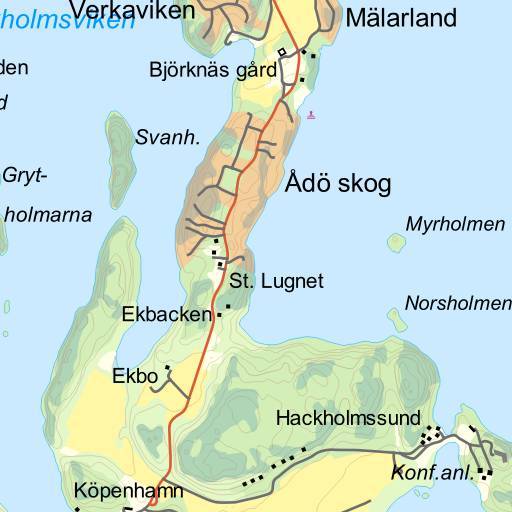 Verkaviken
Mälarland
holmsviken
den
Björknäs gård
d
Svanh.
Gryt-
holmarna
Ådö skog
Myrholmen
St. Lugnet
Norsholmen
Ekbacken
Ekbo
Hackholmssund
Konf.anl.
Köpenhamn